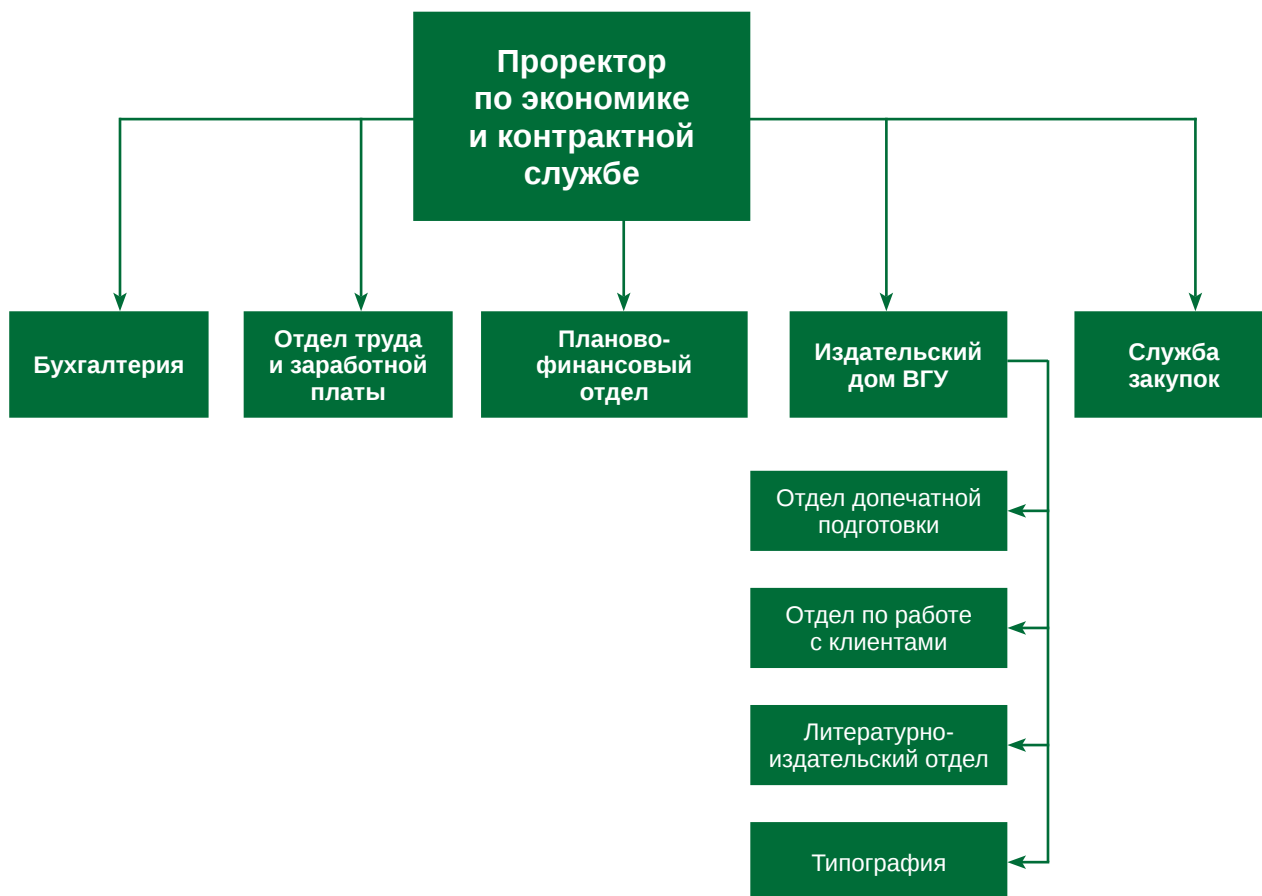 Проректор
по экономике
и контрактной
службе
Бухгалтерия
Отдел труда
и заработной
платы
Планово-
финансовый
отдел
Издательский
дом ВГУ
Служба
закупок
Отдел допечатной
подготовки
Отдел по работе
с клиентами
Литературно-
издательский отдел
Типография